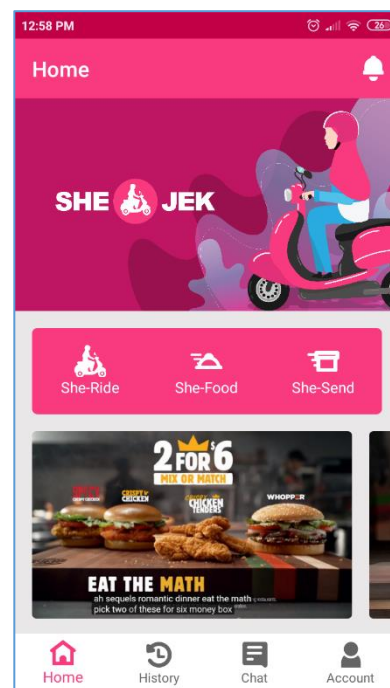 12:58 PM
26
Home
SHE JEK
She-Ride
She-Food
She-Send
2 FOR $6
MIX OR MATCH
CRISPY CHICKEN
CHICKEN
TENDERS
WHOPPER
EAT THE MATH
ah sequels romantic dinner eat the math
pick two of these for six money box
Home
History
Chat
Account